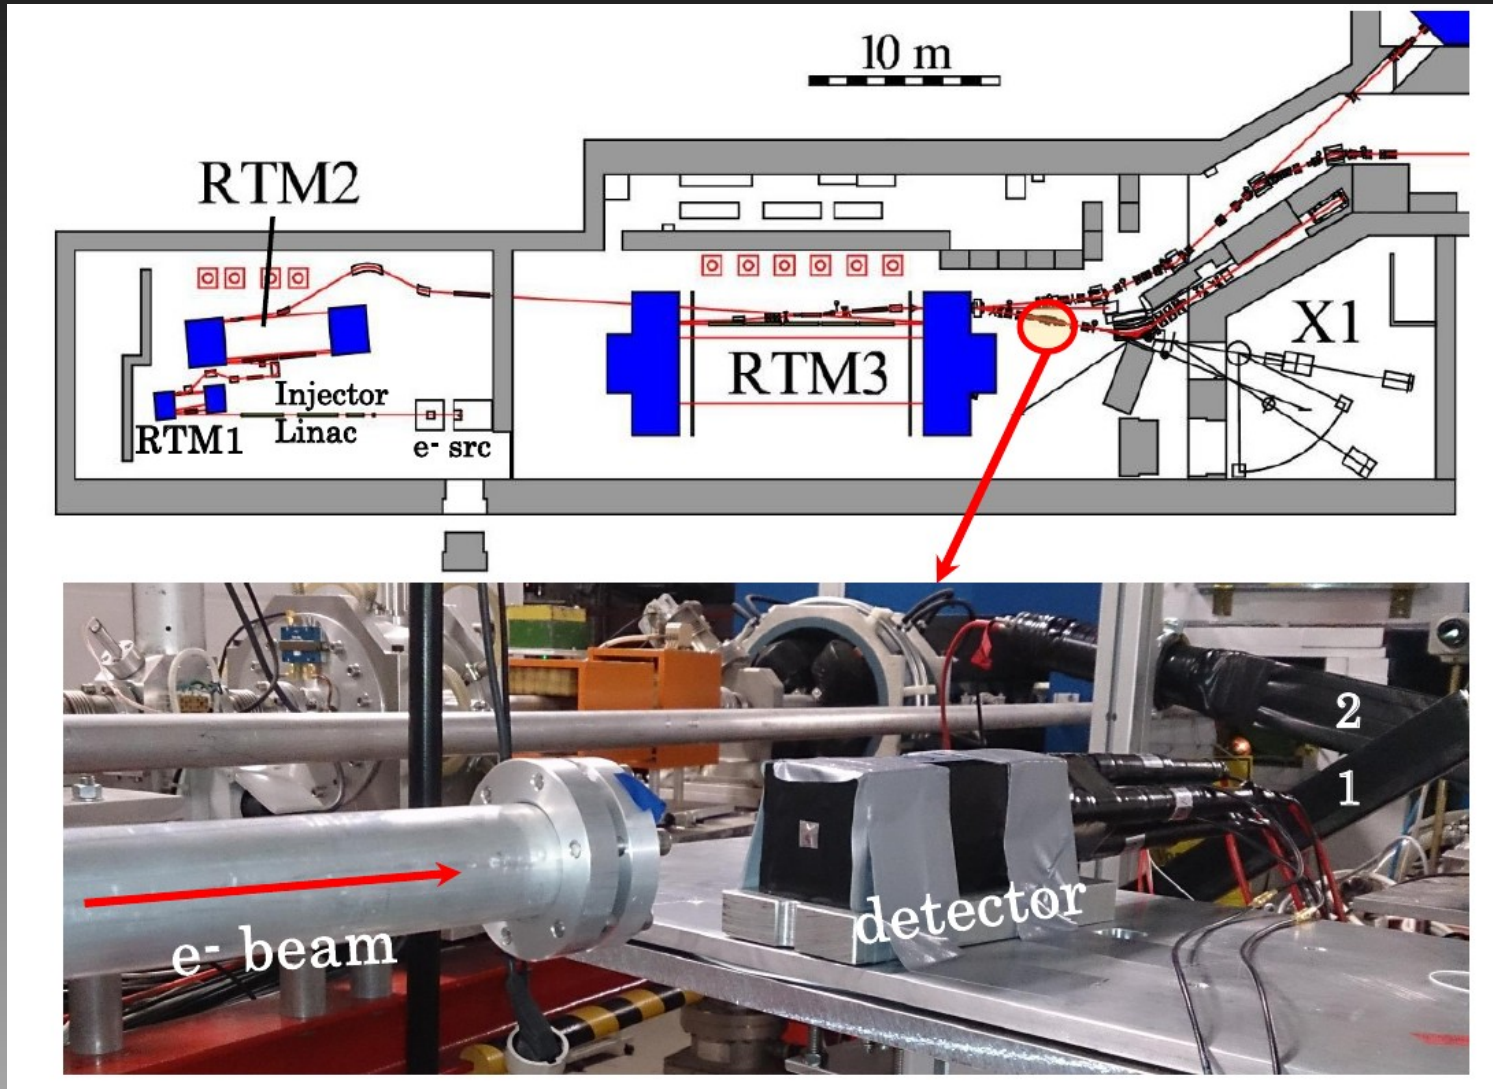 10 m
RTM2
RTM3
X1
Injector
Linac
RTM1
e- src
2
1
detector
e- beam